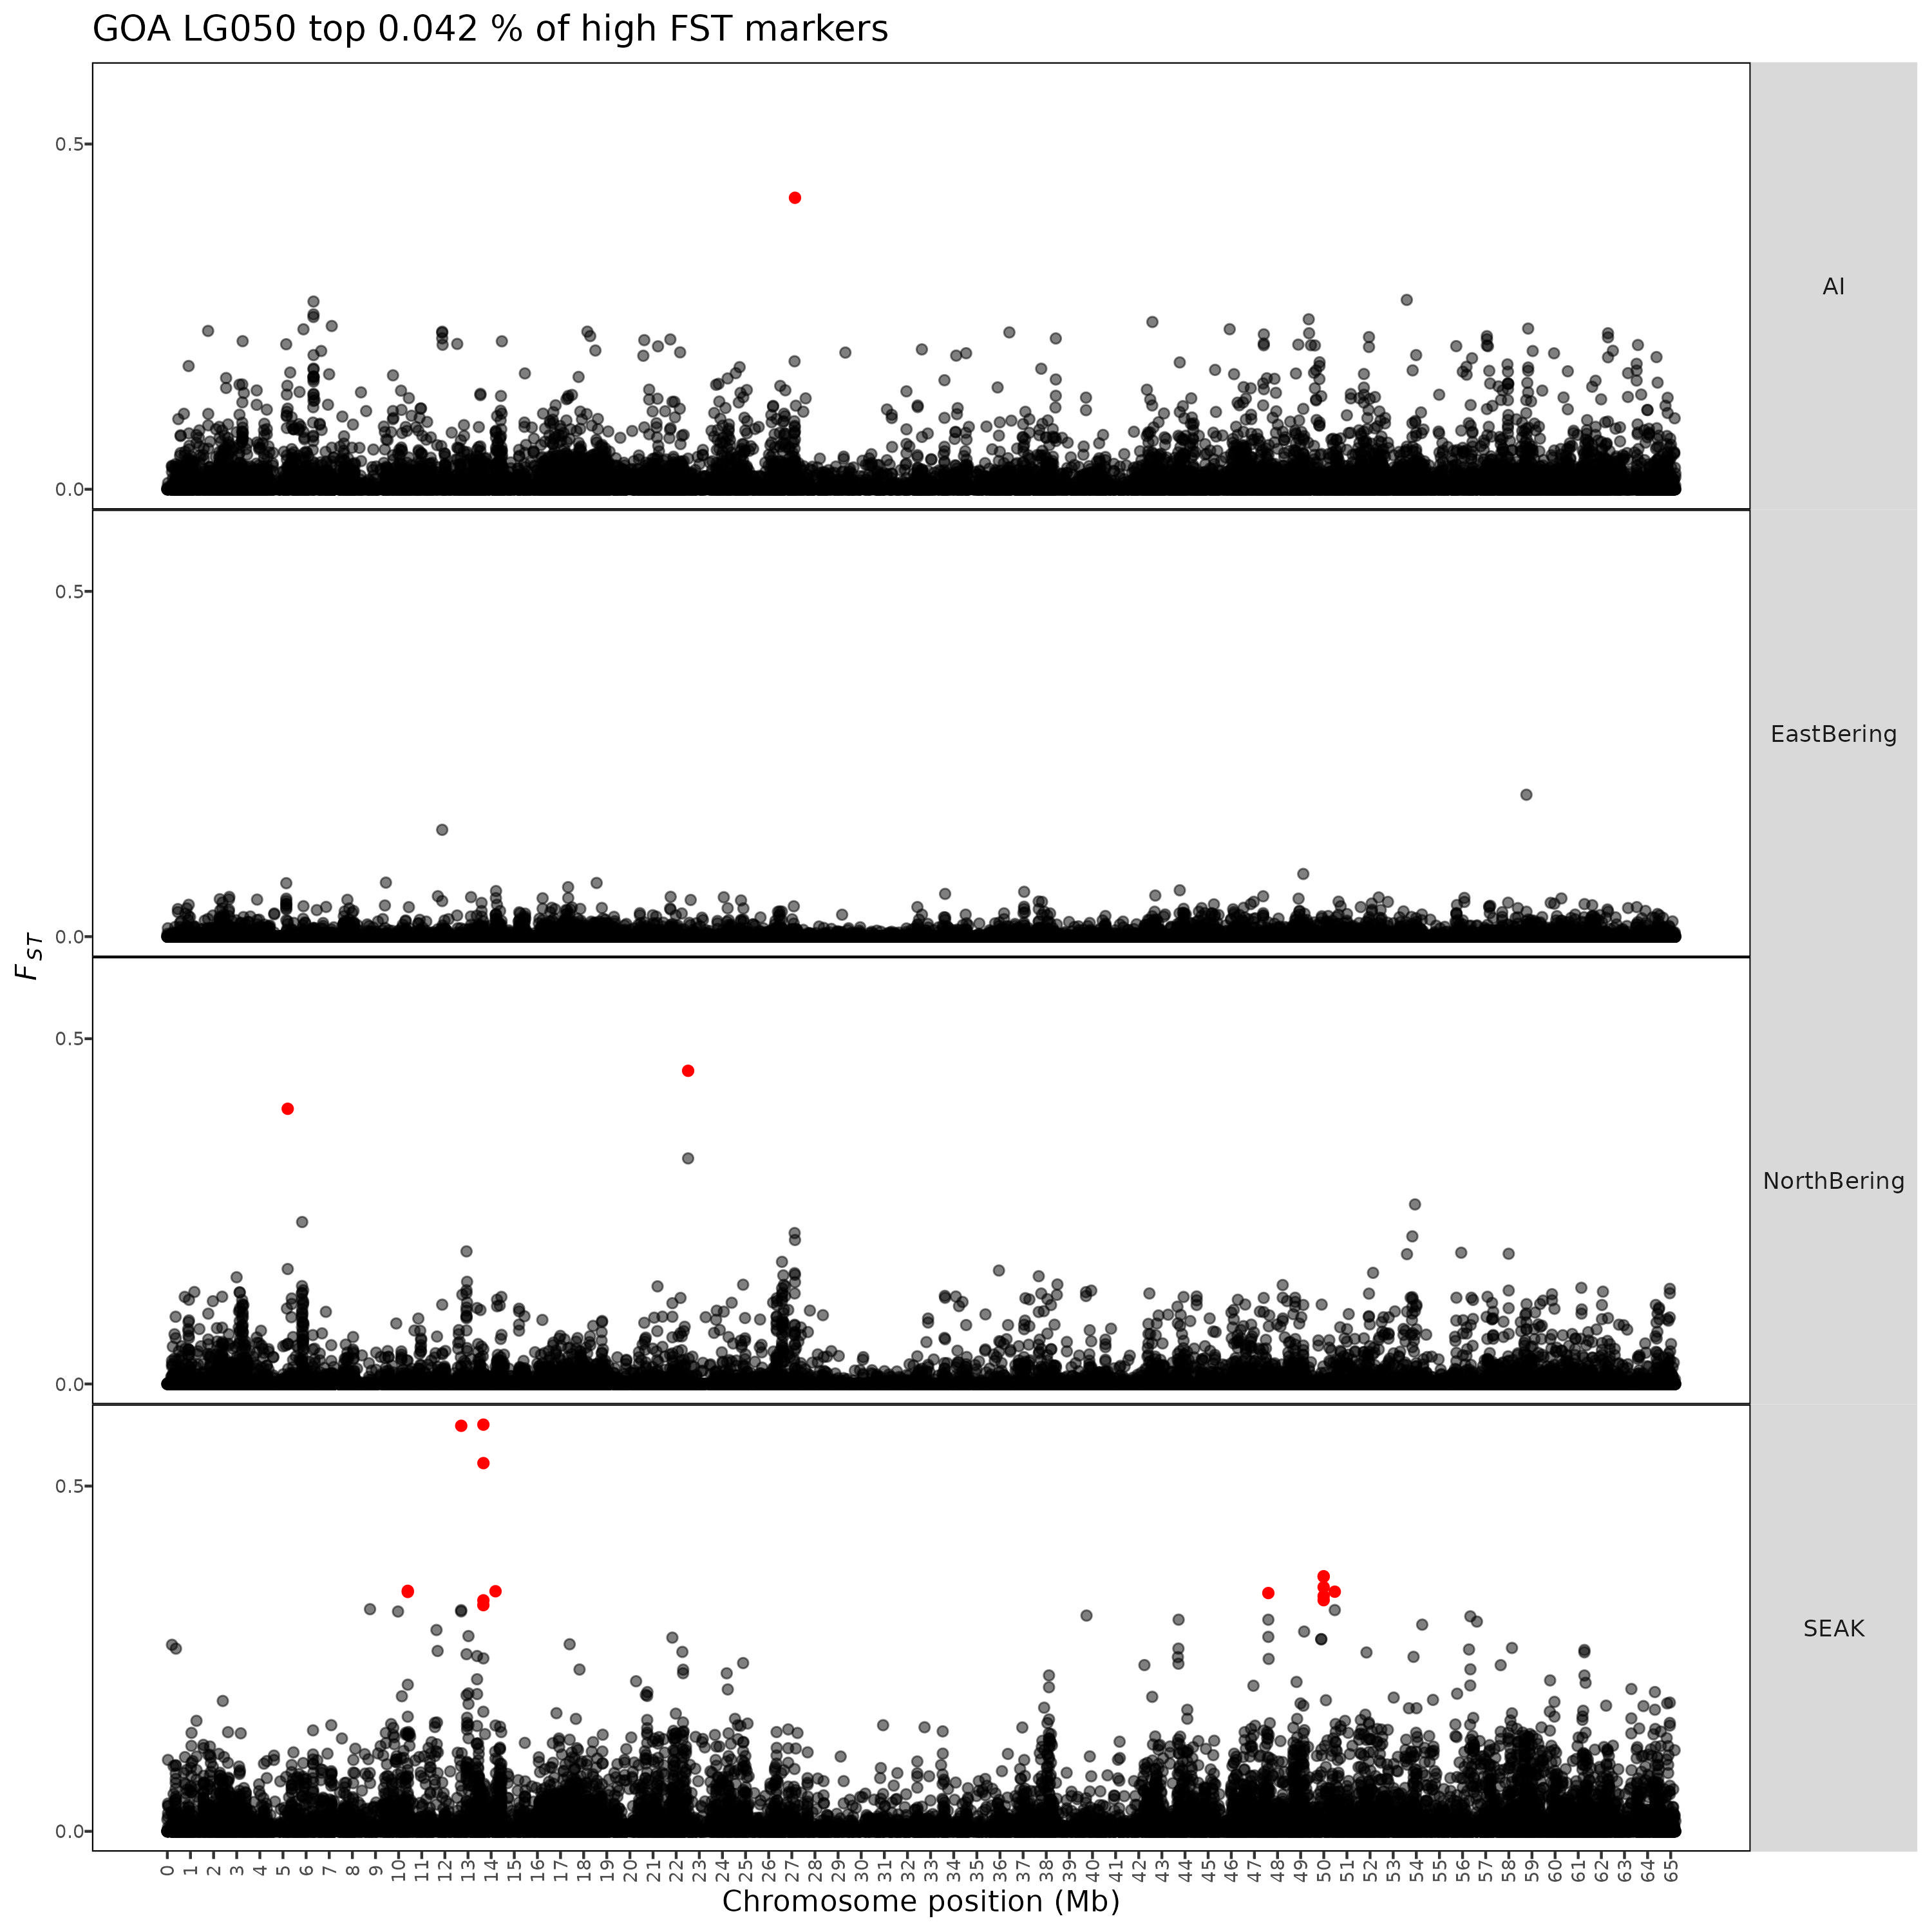 GOA LG050 top 0.042 % of high FST markers
0.5
0.0
AI
0.5
0.0
EastBering
FST
0.5
0.0
NorthBering
0.5
0.0
SEAK
0 1 2 3 4 5 6 7 8 9 10 11 12 13 14 15 16 17 18 19 20 21 22 23 24 25 26 27 28 29 30 31 32 33 34 35 36 37 38 39 40 41 42 43 44 45 46 47 48 49 50 51 52 53 54 55 56 57 58 59 60 61 62 63 64 65
Chromosome position (Mb)